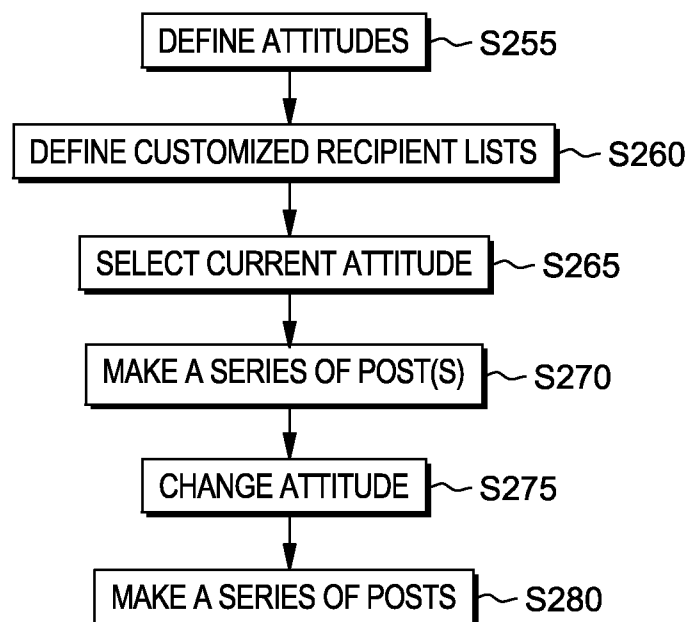 DEFINE ATTITUDES S255
DEFINE CUSTOMIZED RECIPIENT LISTS S260
SELECT CURRENT ATTITUDE S265
MAKE A SERIES OF POST(S) S270
CHANGE ATTITUDE S275
MAKE A SERIES OF POSTS S280